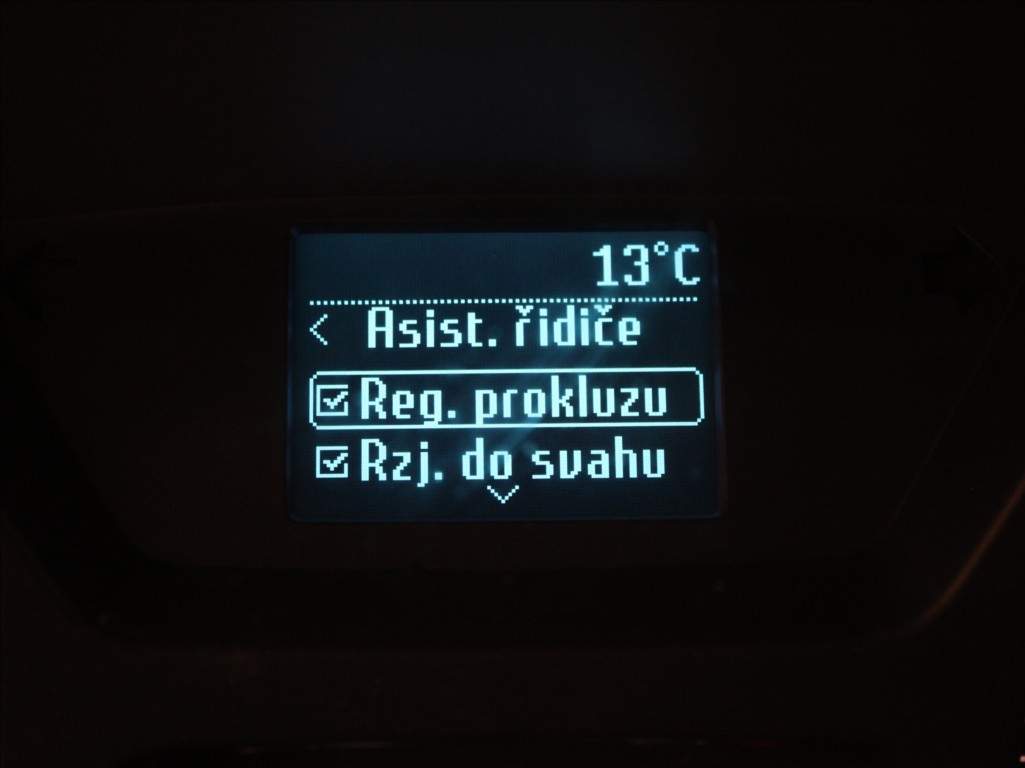 13°C
< Asist. řidiče
Reg. prokluzu
Rzj. do svahu